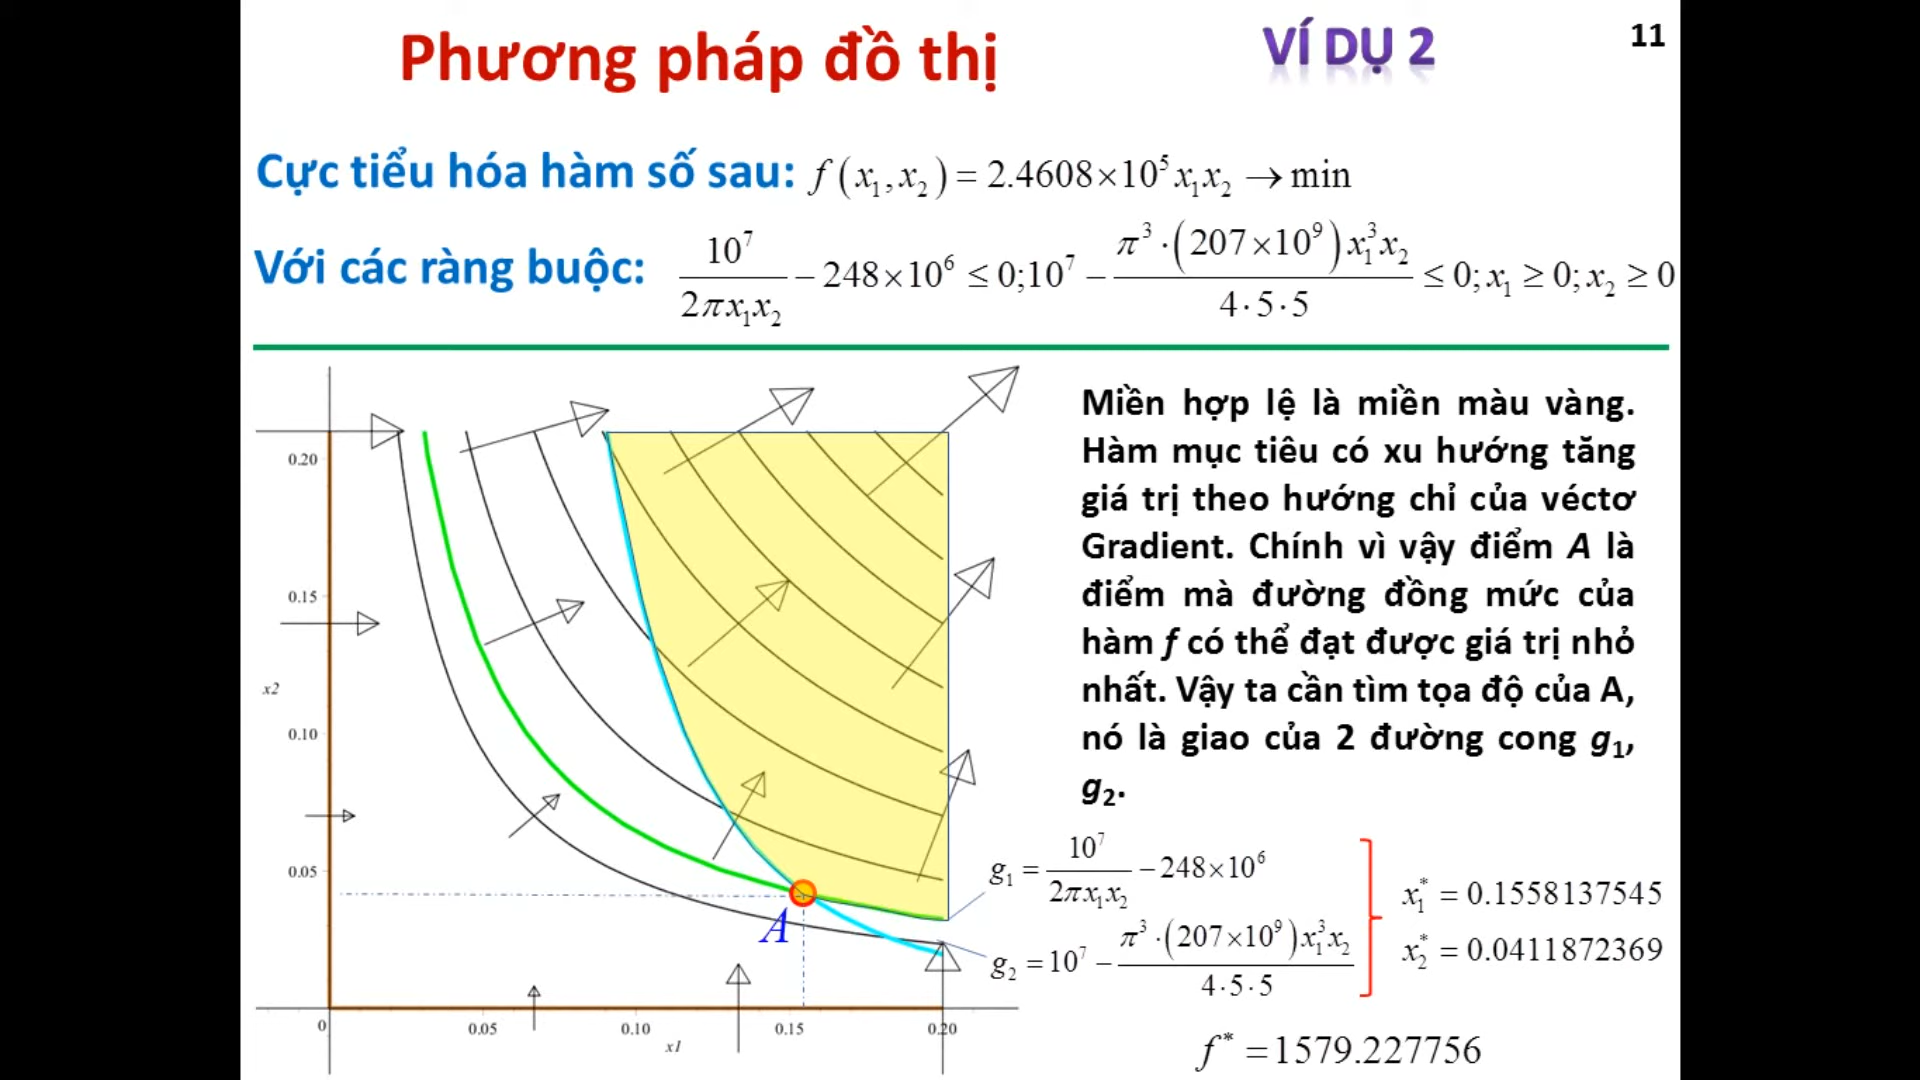 Phương pháp đồ thị
VÍ DỤ 2
11
Cực tiểu hóa hàm số sau: f(x₁,x₂) = 2.4608×10⁵x₁x₂ → min
Với các ràng buộc: 10⁷/(2πx₁x₂) − 248×10⁶ ≤ 0; 10⁷ − π³·(207×10⁹)x₁³x₂/(4·5·5) ≤ 0; x₁ ≥ 0; x₂ ≥ 0
0.20
0.15
x2
0.10
0.05
A
0
0.05
0.10
0.15
0.20
x1
Miền hợp lệ là miền màu vàng.
Hàm mục tiêu có xu hướng tăng
giá trị theo hướng chỉ của véctơ
Gradient. Chính vì vậy điểm A là
điểm mà đường đồng mức của
hàm f có thể đạt được giá trị nhỏ
nhất. Vậy ta cần tìm tọa độ của A,
nó là giao của 2 đường cong g₁,
g₂.
g₁ = 10⁷/(2πx₁x₂) − 248×10⁶
g₂ = 10⁷ − π³·(207×10⁹)x₁³x₂/(4·5·5)
x₁* = 0.1558137545
x₂* = 0.0411872369
f* = 1579.227756